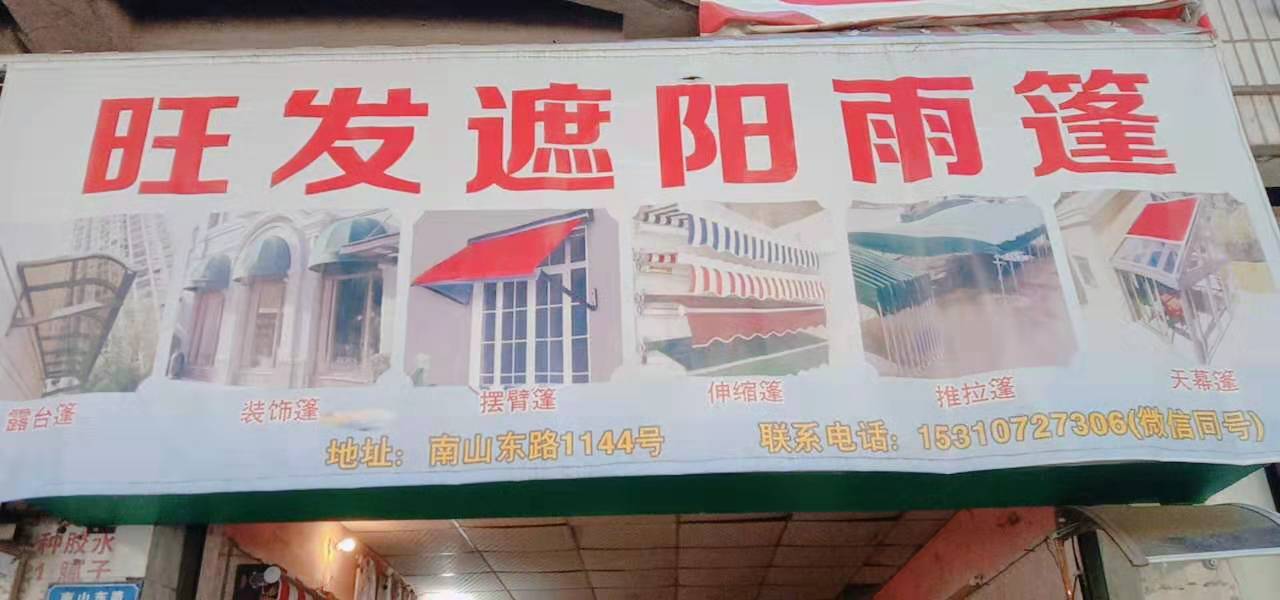 旺发遮阳雨篷
露台篷 装饰篷 摆臂篷 伸缩篷 推拉篷 天幕篷
地址：南山东路1144号 联系电话：15310727306(微信同号)
种胶水
腻子